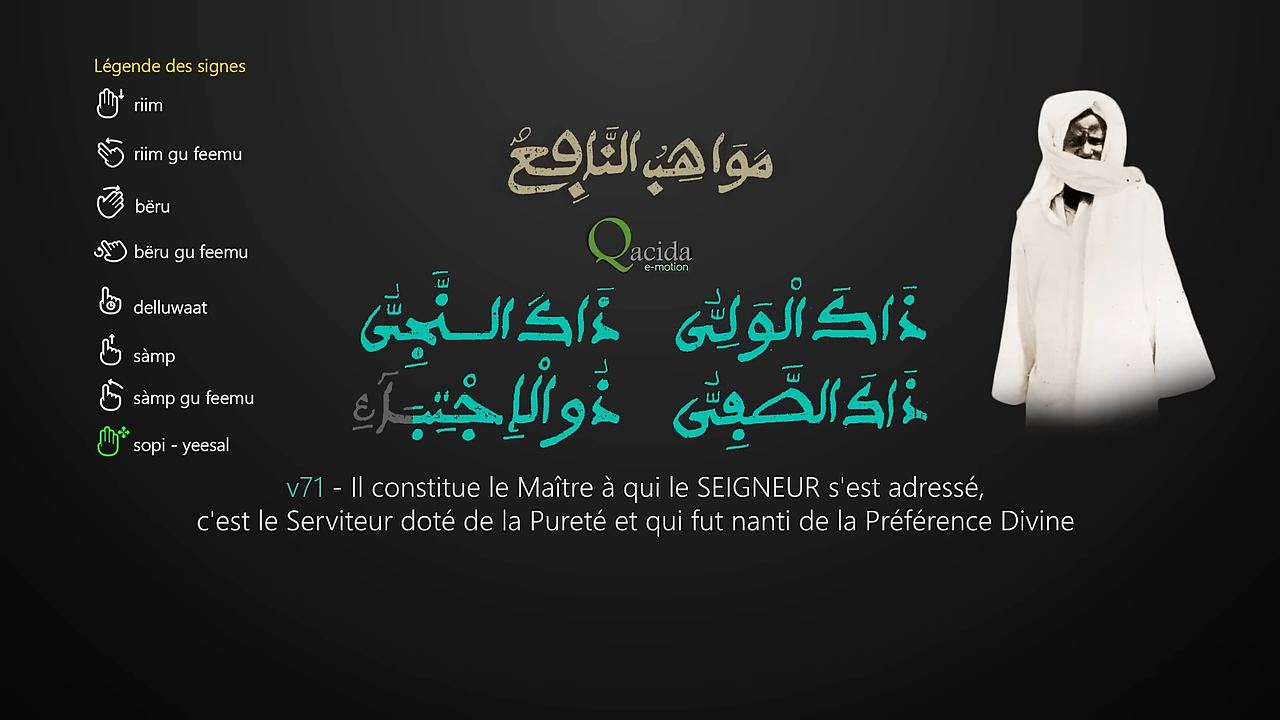 Légende des signes
riim
riim gu feemu
bëru
bëru gu feemu
delluwaat
sàmp
sàmp gu feemu
sopi - yeesal
مَوَاهِبُ النَّافِعُ
Qacida
e-motion
ذَاكَ الْوَلِىُّ ذَاكَ النَّجِىُّ
ذَاكَ الصَّفِىُّ ذُو الْإِجْتِبَآءِ
v71 - Il constitue le Maître à qui le SEIGNEUR s'est adressé,
c'est le Serviteur doté de la Pureté et qui fut nanti de la Préférence Divine